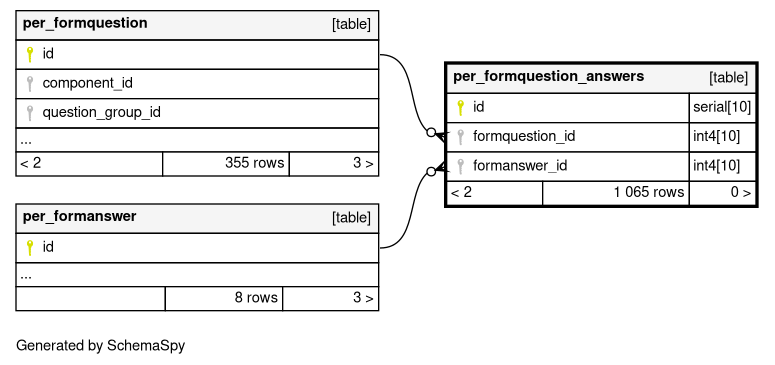 per_formquestion [table]
id
component_id
question_group_id
...
< 2 355 rows 3 >
per_formquestion_answers [table]
id serial[10]
formquestion_id int4[10]
formanswer_id int4[10]
< 2 1 065 rows 0 >
per_formanswer [table]
id
...
8 rows 3 >
Generated by SchemaSpy